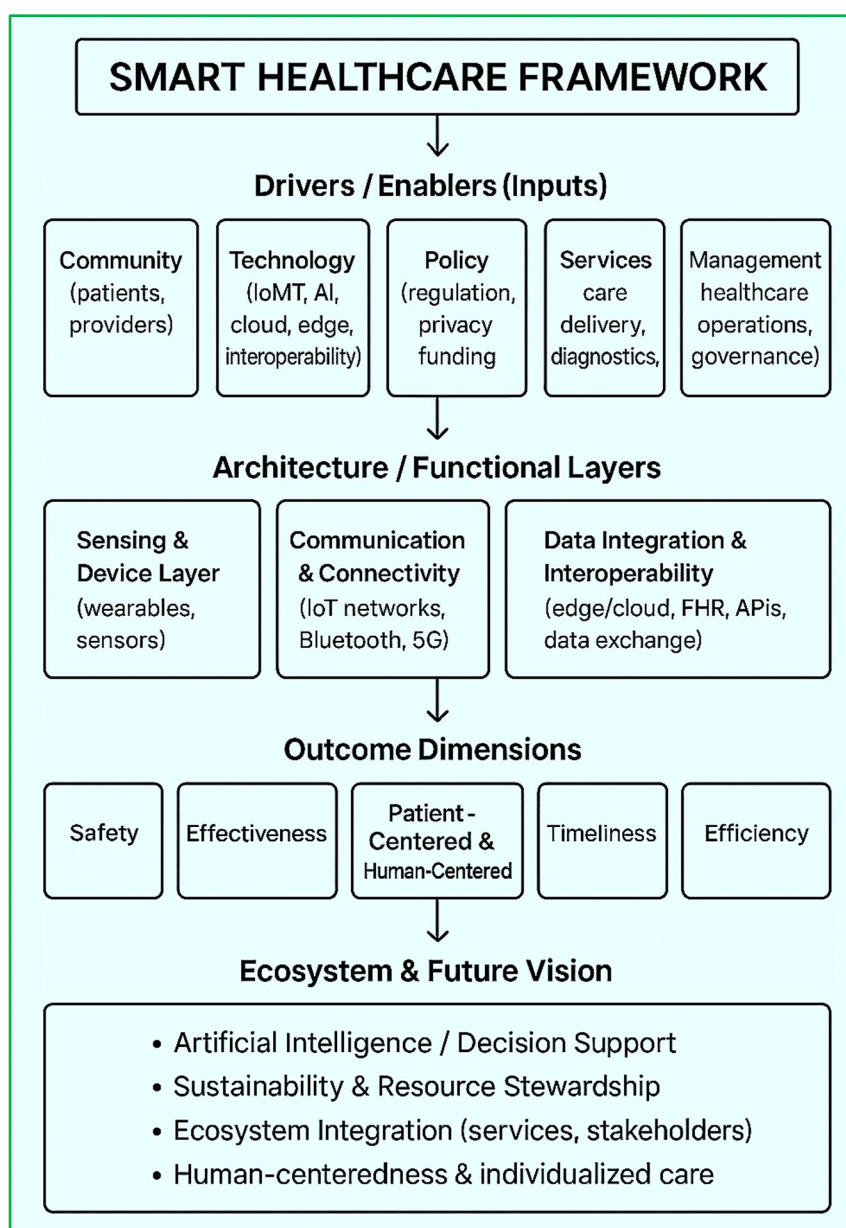 SMART HEALTHCARE FRAMEWORK
Drivers / Enablers (Inputs)
Community
(patients,
providers)
Technology
(IoMT, AI,
cloud, edge,
interoperability)
Policy
(regulation,
privacy
funding
Services
care
delivery,
diagnostics,
Management
healthcare
operations,
governance)
Architecture / Functional Layers
Sensing &
Device Layer
(wearables,
sensors)
Communication
& Connectivity
(IoT networks,
Bluetooth, 5G)
Data Integration &
Interoperability
(edge/cloud, FHR, APis,
data exchange)
Outcome Dimensions
Safety
Effectiveness
Patient-
Centered &
Human-Centered
Timeliness
Efficiency
Ecosystem & Future Vision
• Artificial Intelligence / Decision Support
• Sustainability & Resource Stewardship
• Ecosystem Integration (services, stakeholders)
• Human-centeredness & individualized care